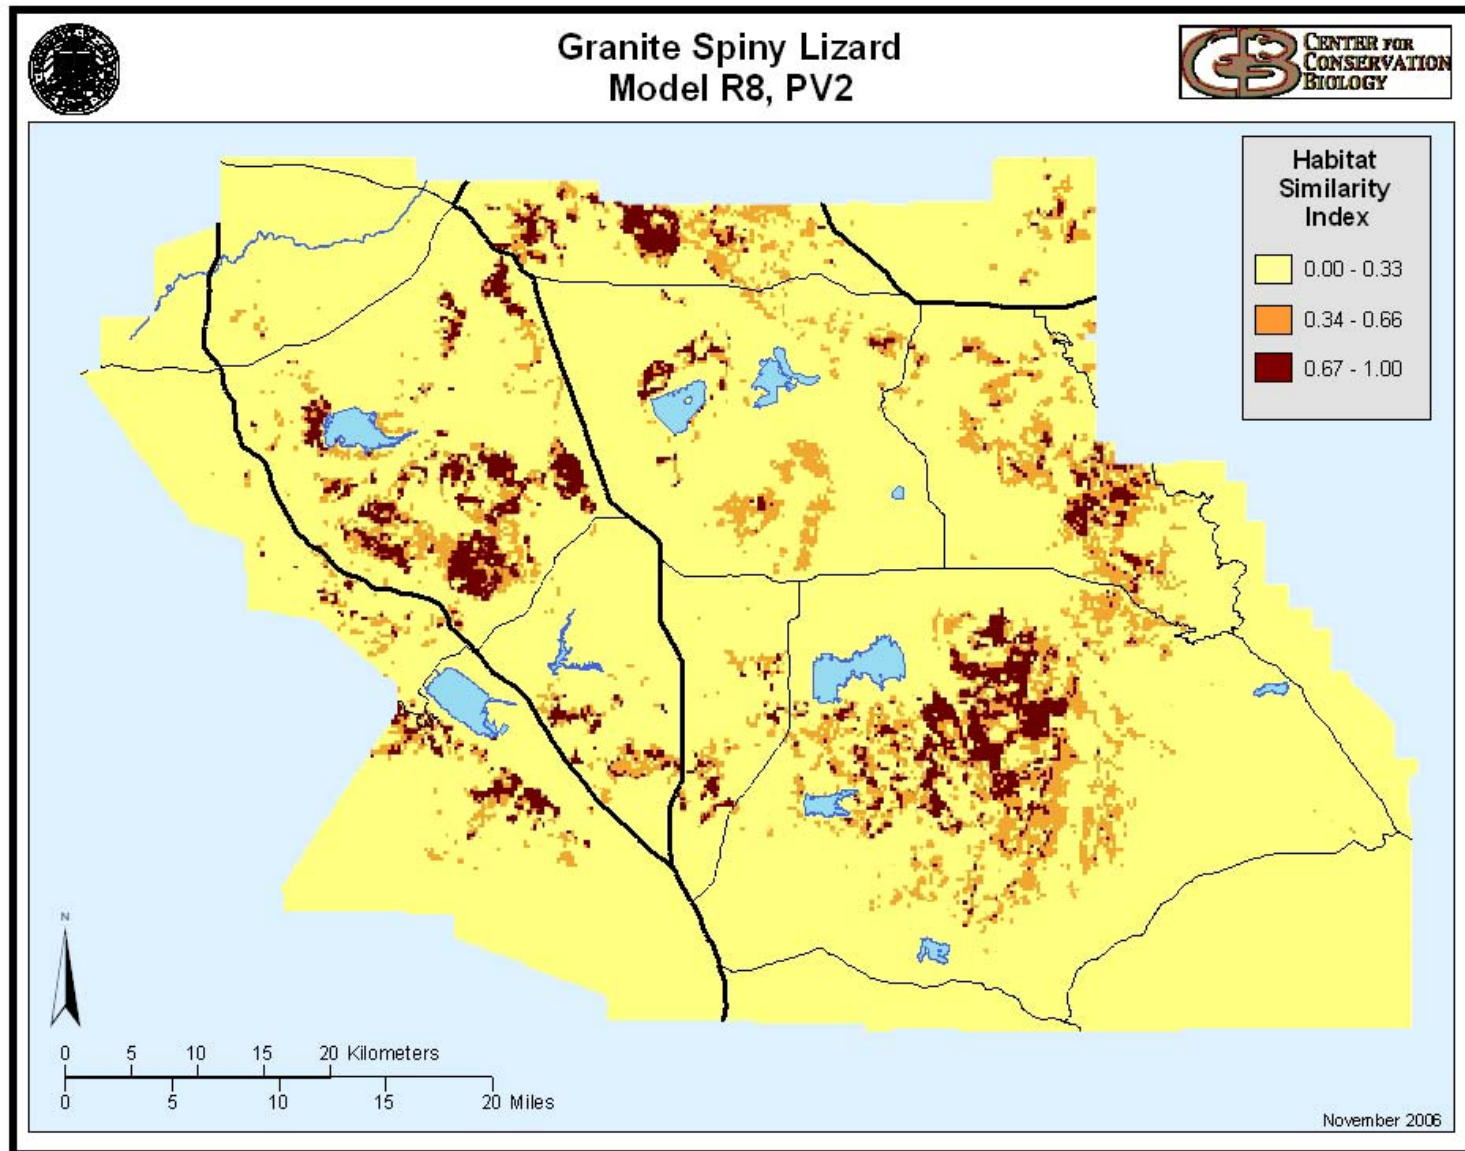 Granite Spiny Lizard
Model R8, PV2
CENTER FOR
CONSERVATION
BIOLOGY
Habitat
Similarity
Index
0.00 - 0.33
0.34 - 0.66
0.67 - 1.00
N
0 5 10 15 20 Kilometers
0 5 10 15 20 Miles
November 2006